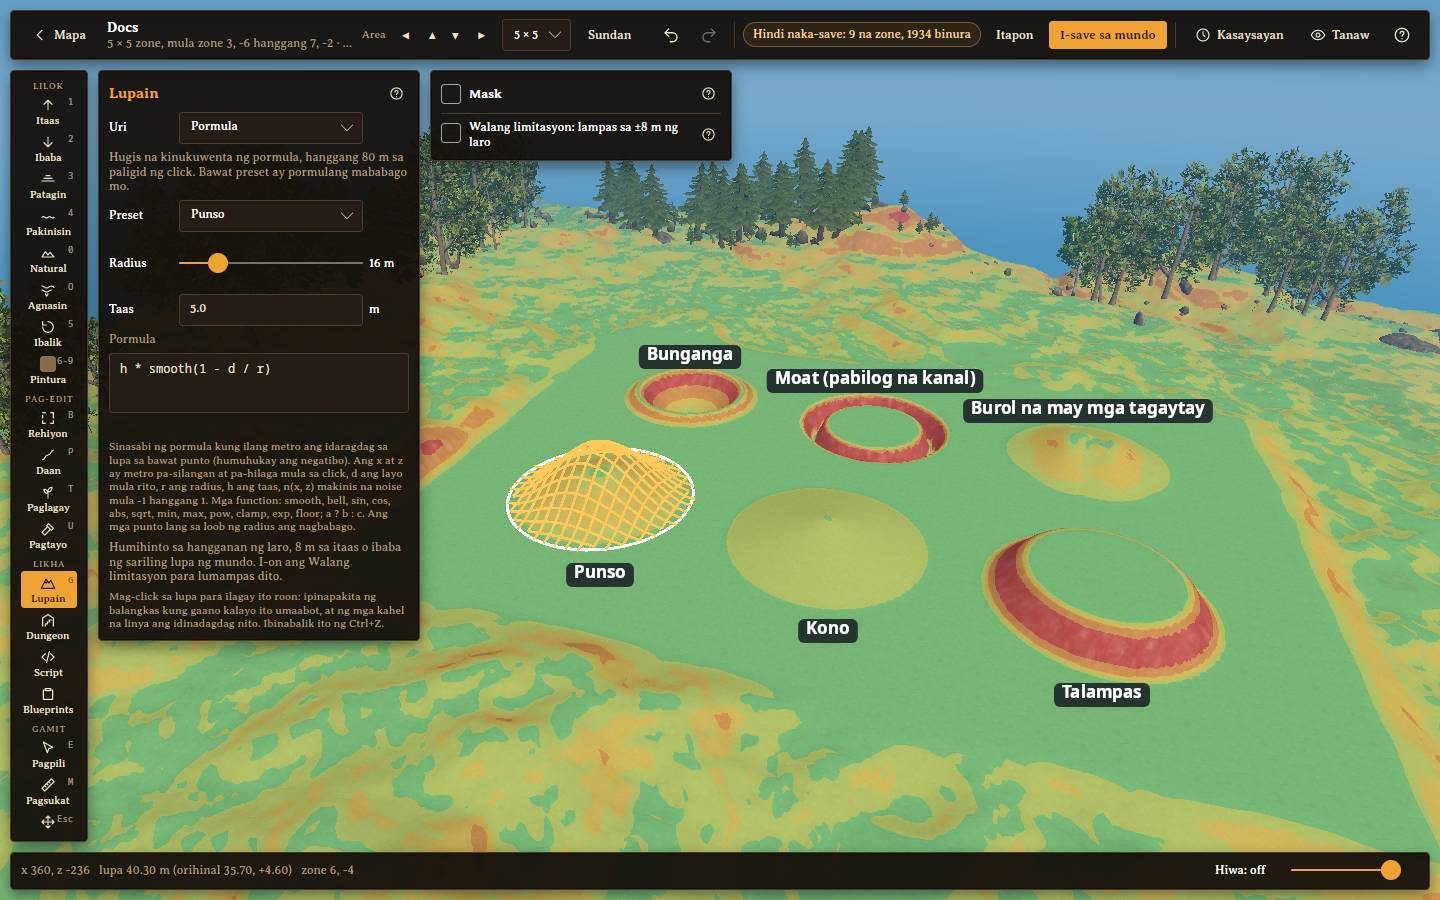 Mapa
Docs
5 × 5 zone, mula zone 3, -6 hanggang 7, -2 · ...
Area
5 × 5
Sundan
Hindi naka-save: 9 na zone, 1934 binura
Itapon
I-save sa mundo
Kasaysayan
Tanaw
LILOK
1
Itaas
2
Ibaba
3
Patagin
4
Pakinisin
0
Natural
O
Agnasin
5
Ibalik
6-9
Pintura
PAG-EDIT
B
Rehiyon
P
Daan
T
Paglagay
U
Pagtayo
LIKHA
G
Lupain
Dungeon
Script
Blueprints
GAMIT
E
Pagpili
M
Pagsukat
Esc
Lupain
Uri
Pormula
Hugis na kinukuwenta ng pormula, hanggang 80 m sa
paligid ng click. Bawat preset ay pormulang mababago
mo.
Preset
Punso
Radius
16 m
Taas
5.0
m
Pormula
h * smooth(1 - d / r)
Sinasabi ng pormula kung ilang metro ang idaragdag sa
lupa sa bawat punto (humuhukay ang negatibo). Ang x at z
ay metro pa-silangan at pa-hilaga mula sa click, d ang layo
mula rito, r ang radius, h ang taas, n(x, z) makinis na noise
mula -1 hanggang 1. Mga function: smooth, bell, sin, cos,
abs, sqrt, min, max, pow, clamp, exp, floor; a ? b : c. Ang
mga punto lang sa loob ng radius ang nagbabago.
Humihinto sa hangganan ng laro, 8 m sa itaas o ibaba
ng sariling lupa ng mundo. I-on ang Walang
limitasyon para lumampas dito.
Mag-click sa lupa para ilagay ito roon: ipinapakita ng
balangkas kung gaano kalayo ito umaabot, at ng mga kahel
na linya ang idinadagdag nito. Ibinabalik ito ng Ctrl+Z.
Mask
Walang limitasyon: lampas sa ±8 m ng
laro
Bunganga
Moat (pabilog na kanal)
Burol na may mga tagaytay
Punso
Kono
Talampas
x 360, z -236 lupa 40.30 m (orihinal 35.70, +4.60) zone 6, -4
Hiwa: off